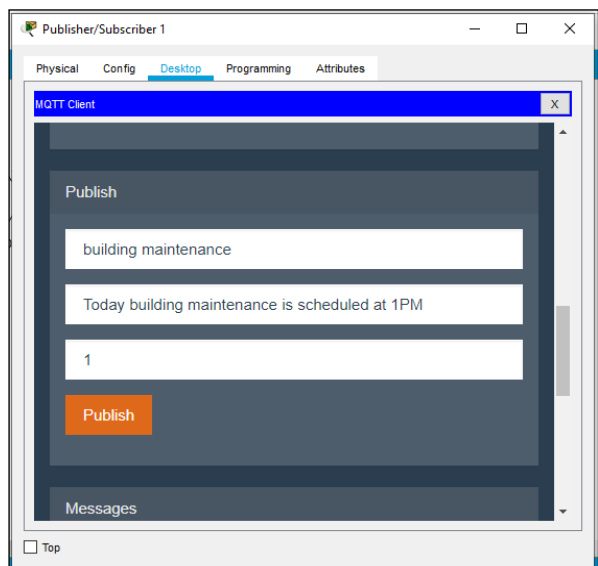 Publisher/Subscriber 1
Physical Config Desktop Programming Attributes
MQTT Client X
Publish
building maintenance
Today building maintenance is scheduled at 1PM
1
Publish
Messages
Top